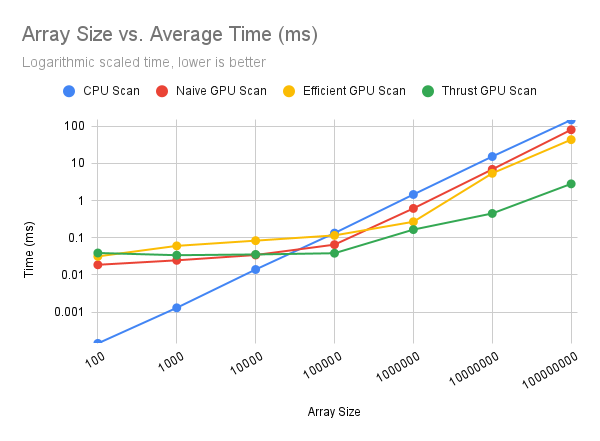 Array Size vs. Average Time (ms)
Logarithmic scaled time, lower is better
CPU Scan Naive GPU Scan Efficient GPU Scan Thrust GPU Scan
100
10
1
0.1
0.01
0.001
Time (ms)
100 1000 10000 100000 1000000 10000000 100000000
Array Size